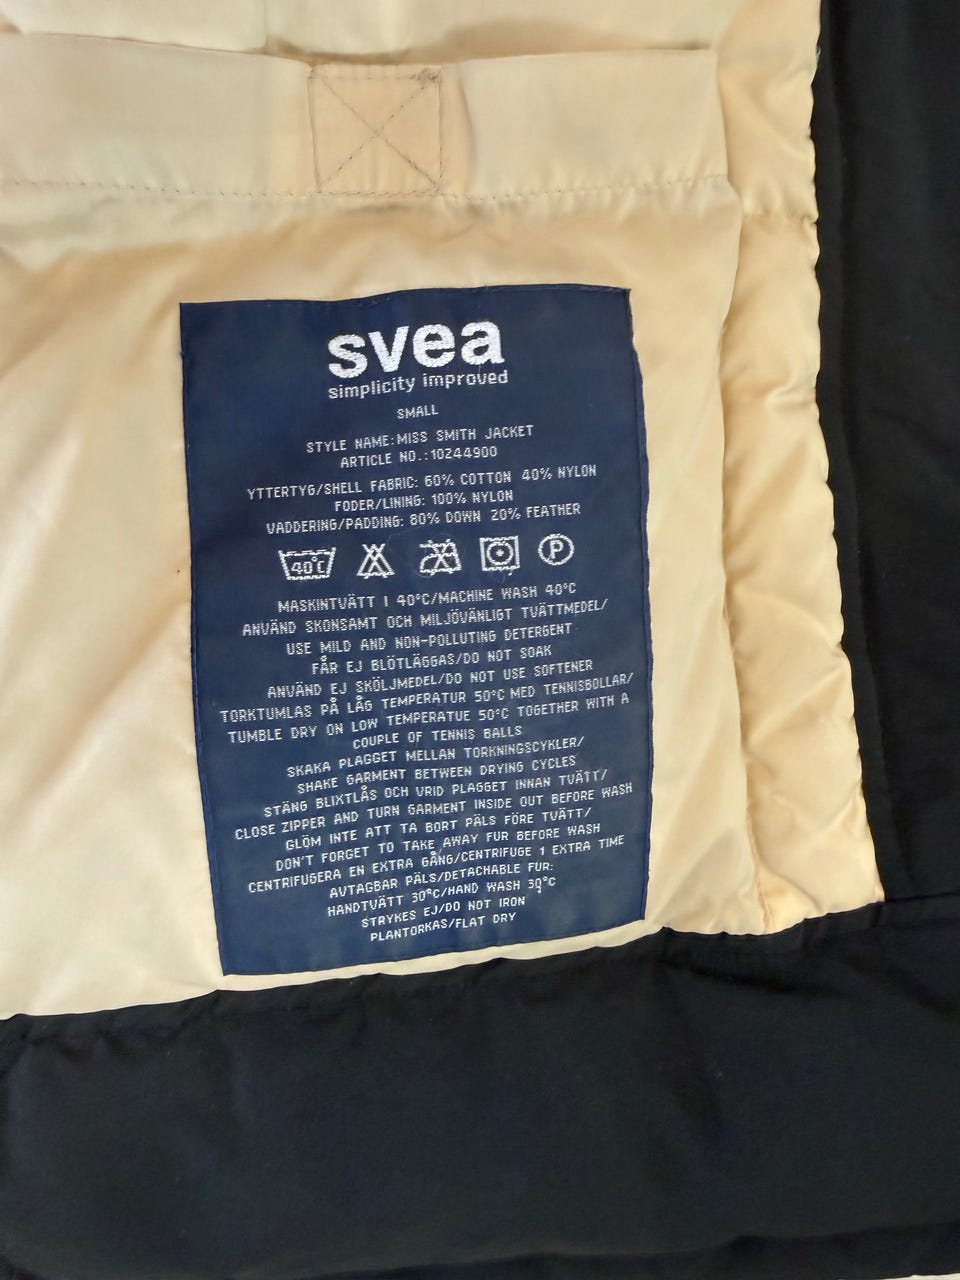 svea
simplicity improved
SMALL
STYLE NAME:MISS SMITH JACKET
ARTICLE NO.:10244900
YTTERTYG/SHELL FABRIC: 60% COTTON 40% NYLON
FODER/LINING: 100% NYLON
VADDERING/PADDING: 80% DOWN 20% FEATHER
40°C P
MASKINTVÄTT I 40°C/MACHINE WASH 40°C
ANVÄND SKONSAMT OCH MILJÖVÄNLIGT TVÄTTMEDEL/
USE MILD AND NON-POLLUTING DETERGENT
FÅR EJ BLÖTLÄGGAS/DO NOT SOAK
ANVÄND EJ SKÖLJMEDEL/DO NOT USE SOFTENER
TORKTUMLAS PÅ LÅG TEMPERATUR 50°C MED TENNISBOLLAR/
TUMBLE DRY ON LOW TEMPERATUE 50°C TOGETHER WITH A
COUPLE OF TENNIS BALLS
SKAKA PLAGGET MELLAN TORKNINGSCYKLER/
SHAKE GARMENT BETWEEN DRYING CYCLES
STÄNG BLIXTLÅS OCH VRID PLAGGET INNAN TVÄTT/
CLOSE ZIPPER AND TURN GARMENT INSIDE OUT BEFORE WASH
GLÖM INTE ATT TA BORT PÄLS FÖRE TVÄTT/
DON'T FORGET TO TAKE AWAY FUR BEFORE WASH
CENTRIFUGERA EN EXTRA GÅNG/CENTRIFUGE 1 EXTRA TIME
AVTAGBAR PÄLS/DETACHABLE FUR:
HANDTVÄTT 30°C/HAND WASH 30°C
STRYKES EJ/DO NOT IRON
PLANTORKAS/FLAT DRY